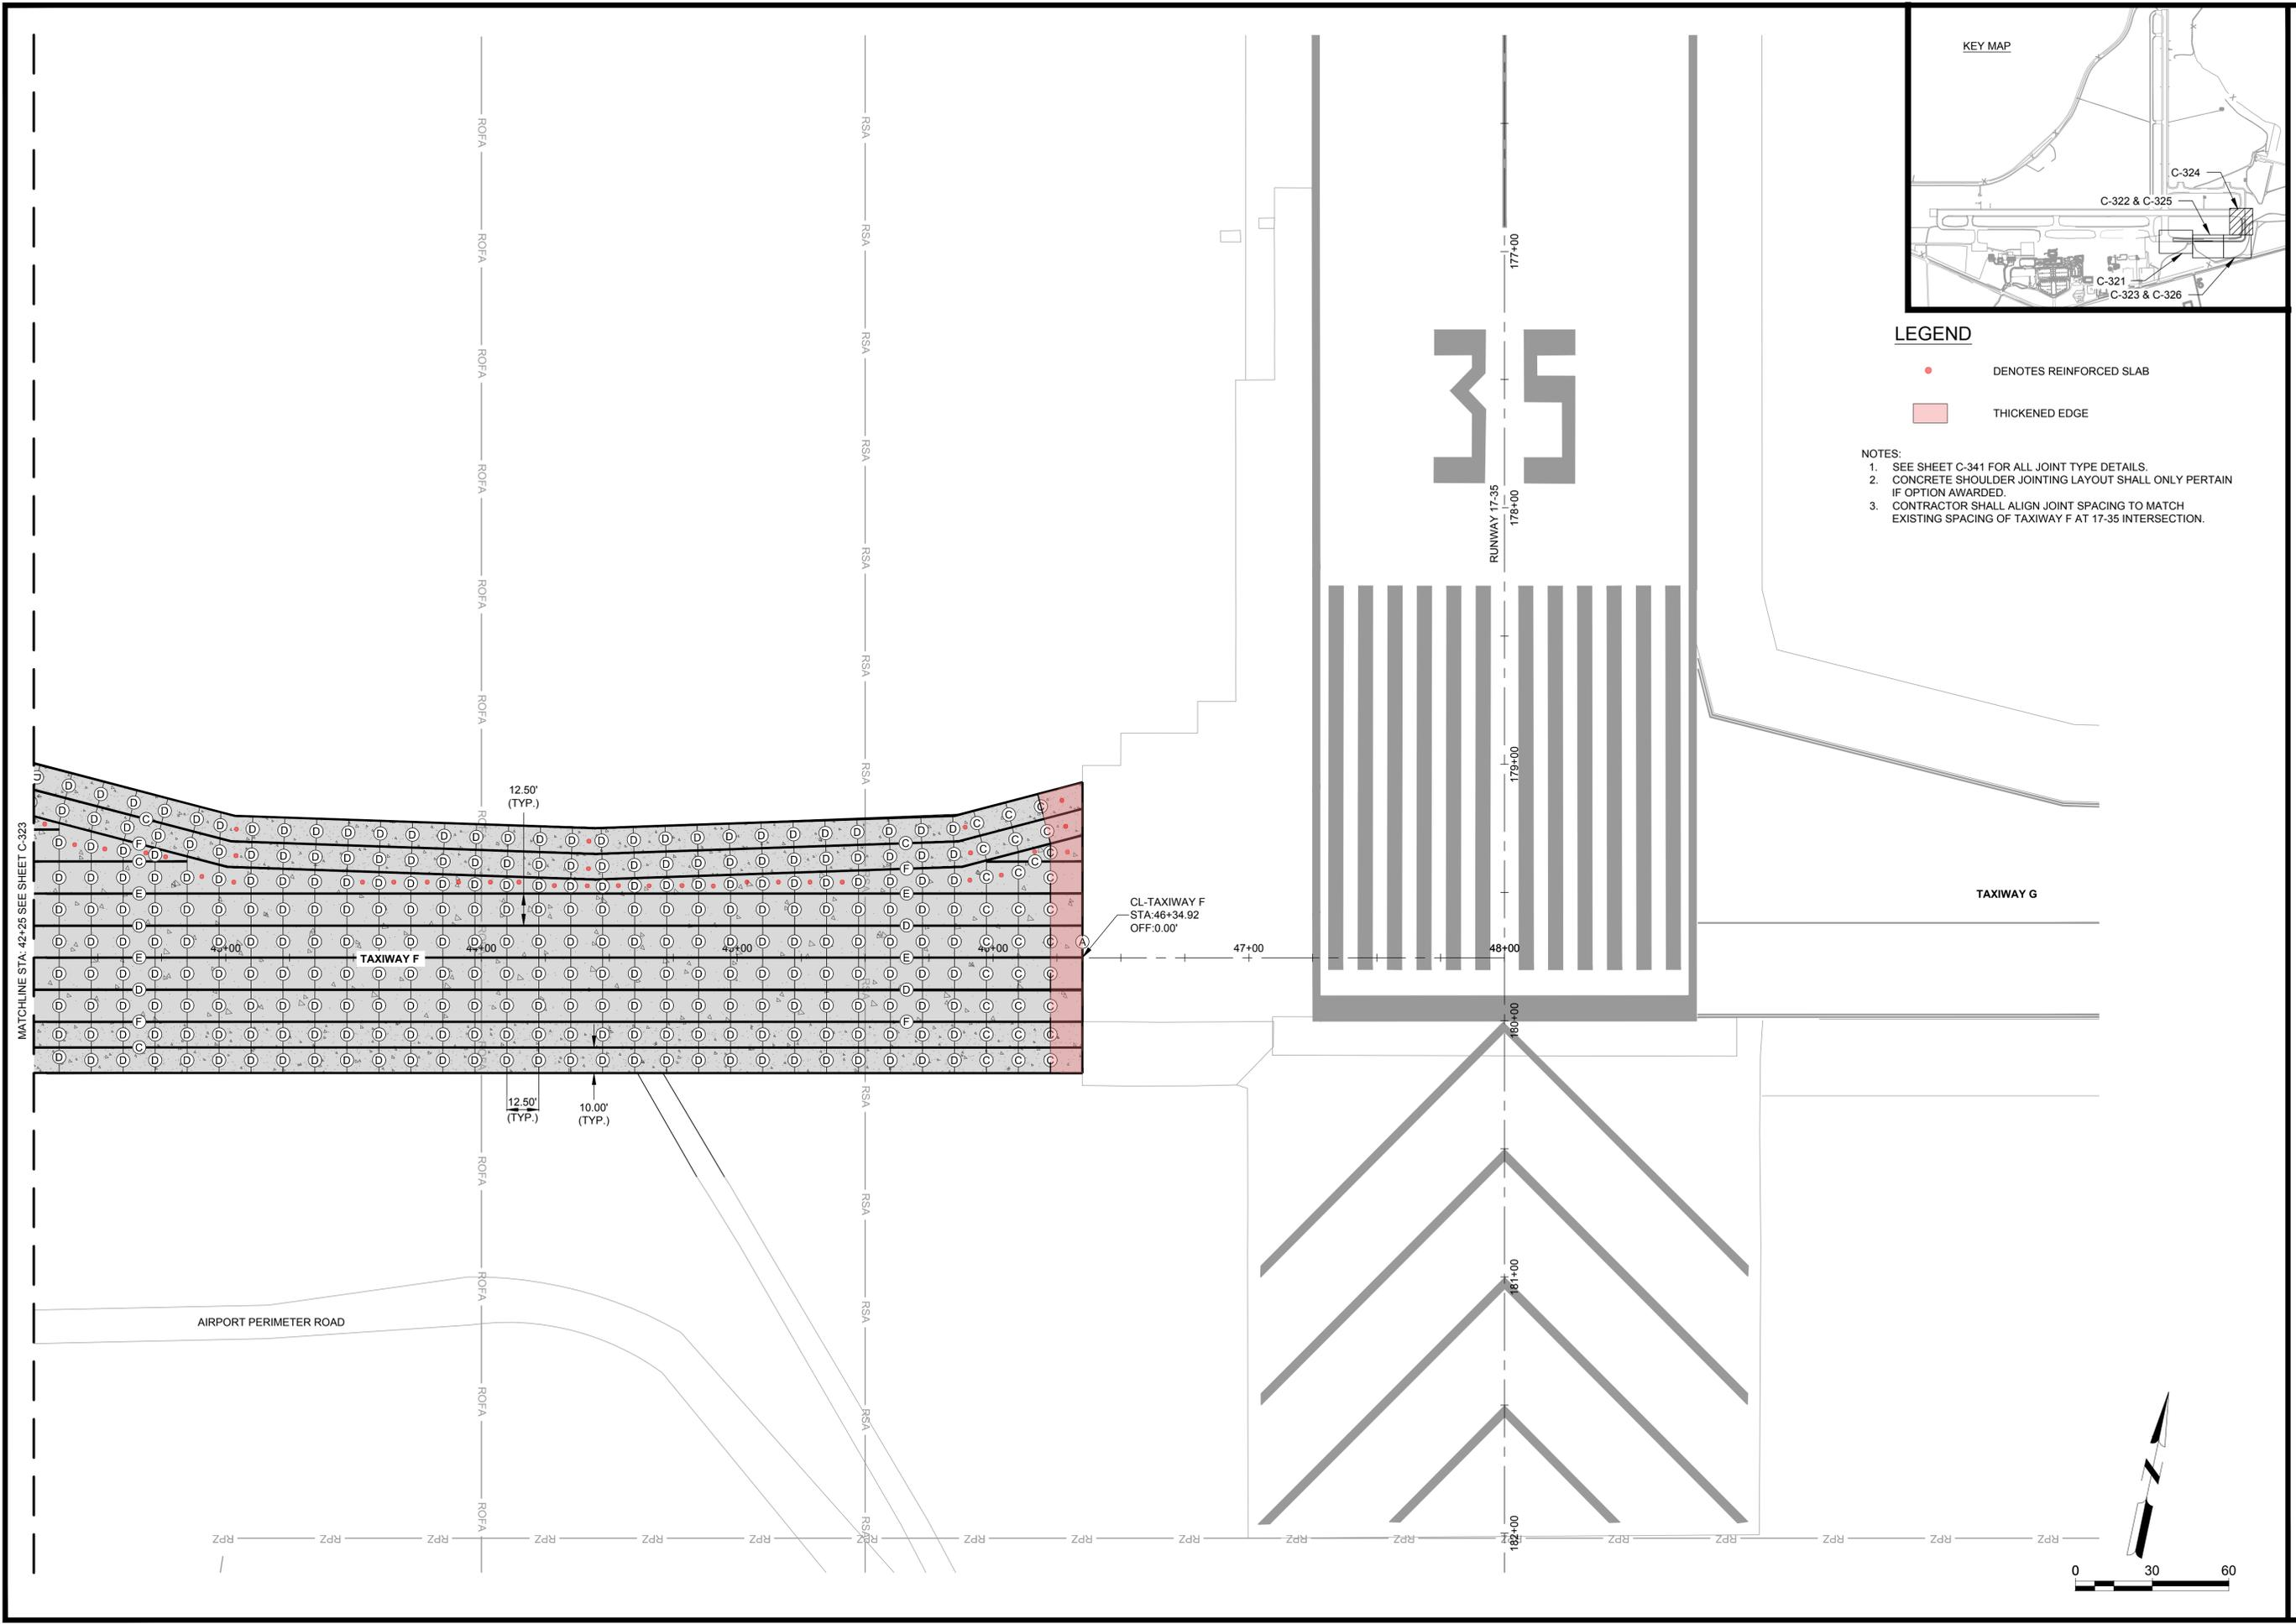 KEY MAP
C-324
C-322 & C-325
C-321
C-323 & C-326
LEGEND
DENOTES REINFORCED SLAB
THICKENED EDGE
NOTES:
1. SEE SHEET C-341 FOR ALL JOINT TYPE DETAILS.
2. CONCRETE SHOULDER JOINTING LAYOUT SHALL ONLY PERTAIN
IF OPTION AWARDED.
3. CONTRACTOR SHALL ALIGN JOINT SPACING TO MATCH
EXISTING SPACING OF TAXIWAY F AT 17-35 INTERSECTION.
ROFA
RSA
35
RUNWAY 17-35
177+00
178+00
179+00
180+00
181+00
182+00
MATCHLINE STA: 42+25 SEE SHEET C-323
12.50'
(TYP.)
CL-TAXIWAY F
STA:46+34.92
OFF:0.00'
TAXIWAY G
43+00
44+00
45+00
46+00
47+00
48+00
TAXIWAY F
A
C
D
E
F
12.50'
(TYP.)
10.00'
(TYP.)
AIRPORT PERIMETER ROAD
RPZ
0 30 60